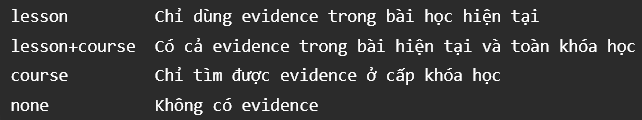 lesson Chỉ dùng evidence trong bài học hiện tại
lesson+course Có cả evidence trong bài hiện tại và toàn khóa học
course Chỉ tìm được evidence ở cấp khóa học
none Không có evidence